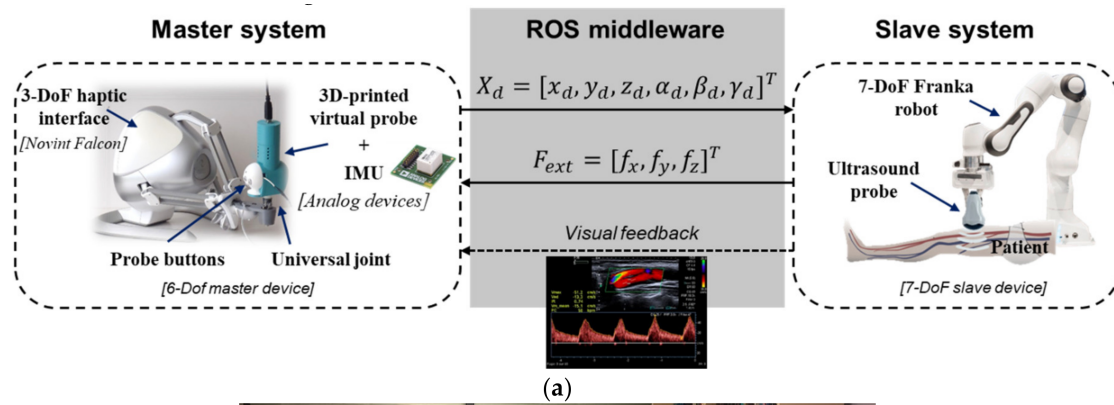 Master system
ROS middleware
Slave system
3-DoF haptic
interface
[Novint Falcon]
3D-printed
virtual probe
+
IMU
[Analog devices]
Probe buttons
Universal joint
[6-Dof master device]
X_d = [x_d, y_d, z_d, α_d, β_d, γ_d]^T
F_ext = [f_x, f_y, f_z]^T
Visual feedback
7-DoF Franka
robot
Ultrasound
probe
Patient
[7-DoF slave device]
(a)